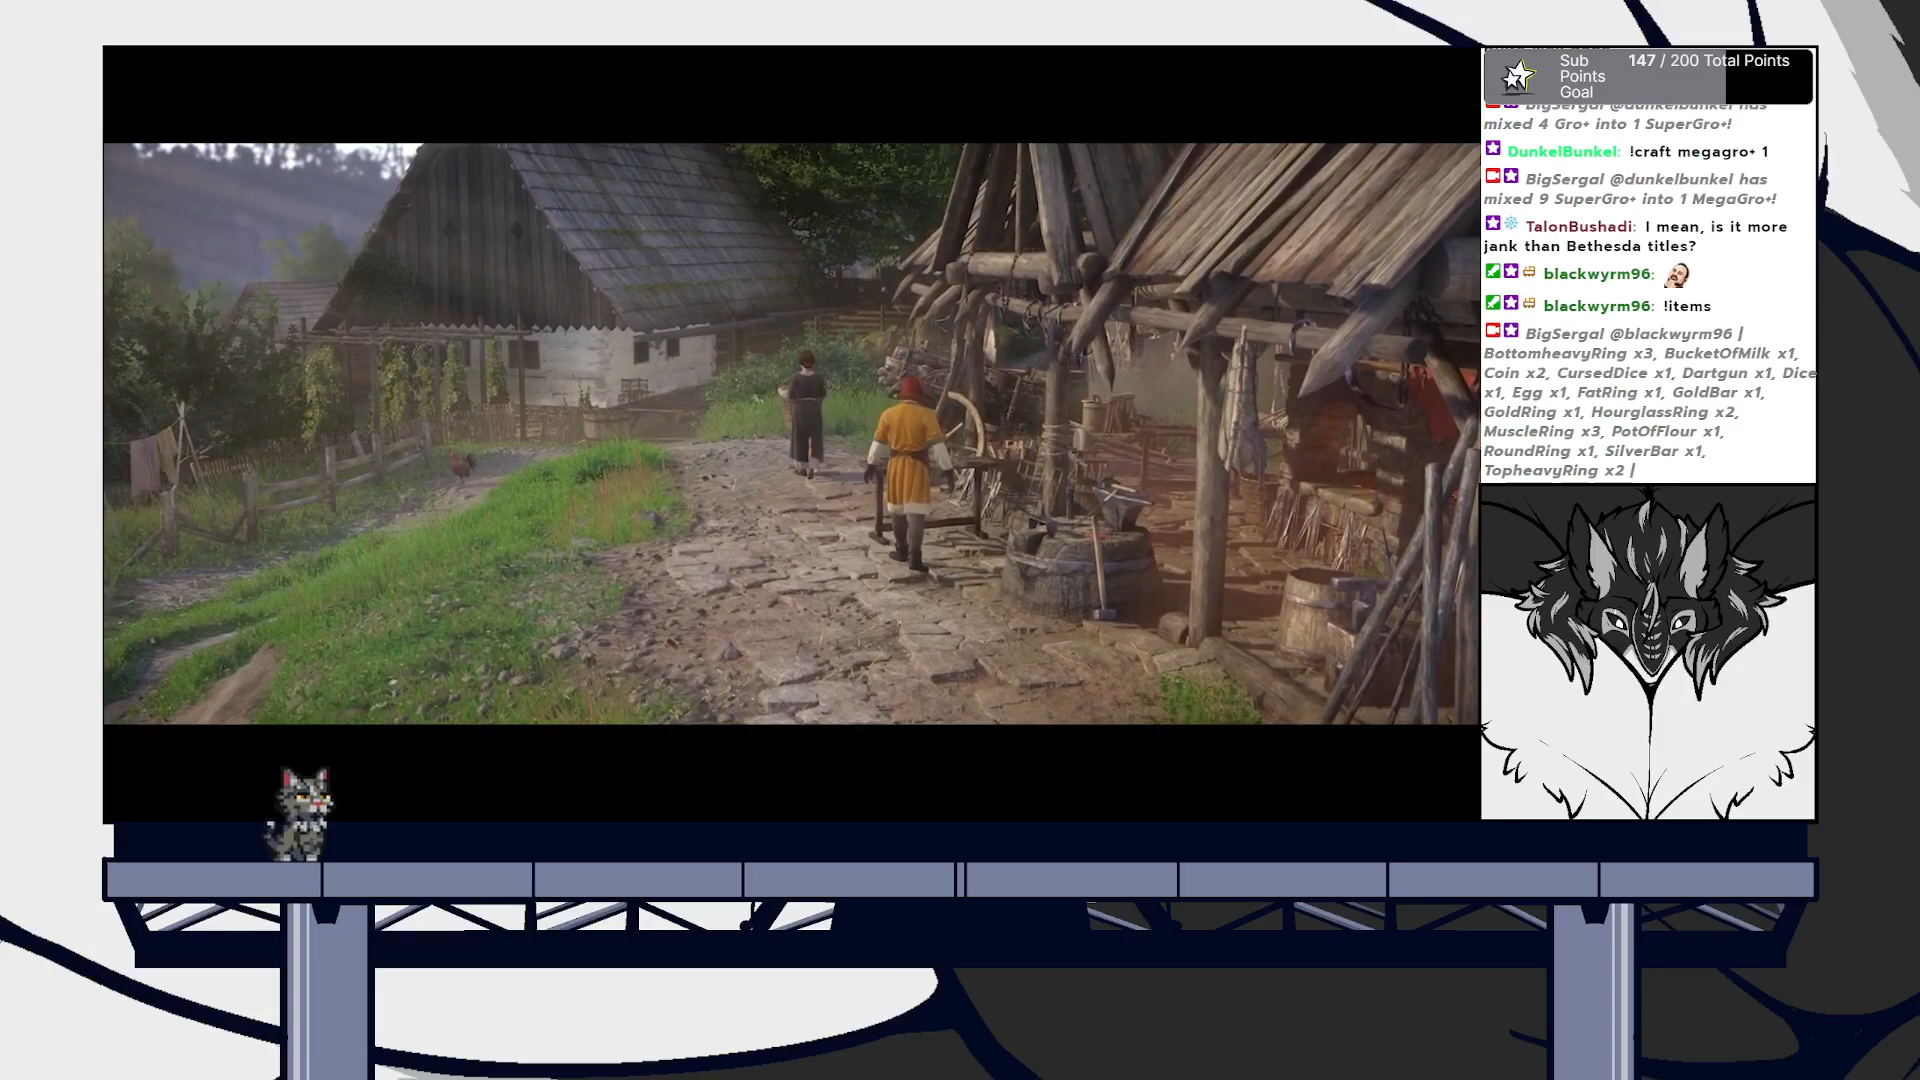 Sub
Points
Goal
147 / 200 Total Points
BigSergal @dunkelbunkel has
mixed 4 Gro+ into 1 SuperGro+!
DunkelBunkel: !craft megagro+ 1
BigSergal @dunkelbunkel has
mixed 9 SuperGro+ into 1 MegaGro+!
TalonBushadi: I mean, is it more
jank than Bethesda titles?
blackwyrm96:
blackwyrm96: !items
BigSergal @blackwyrm96 |
BottomheavyRing x3, BucketOfMilk x1,
Coin x2, CursedDice x1, Dartgun x1, Dice
x1, Egg x1, FatRing x1, GoldBar x1,
GoldRing x1, HourglassRing x2,
MuscleRing x3, PotOfFlour x1,
RoundRing x1, SilverBar x1,
TopheavyRing x2 |